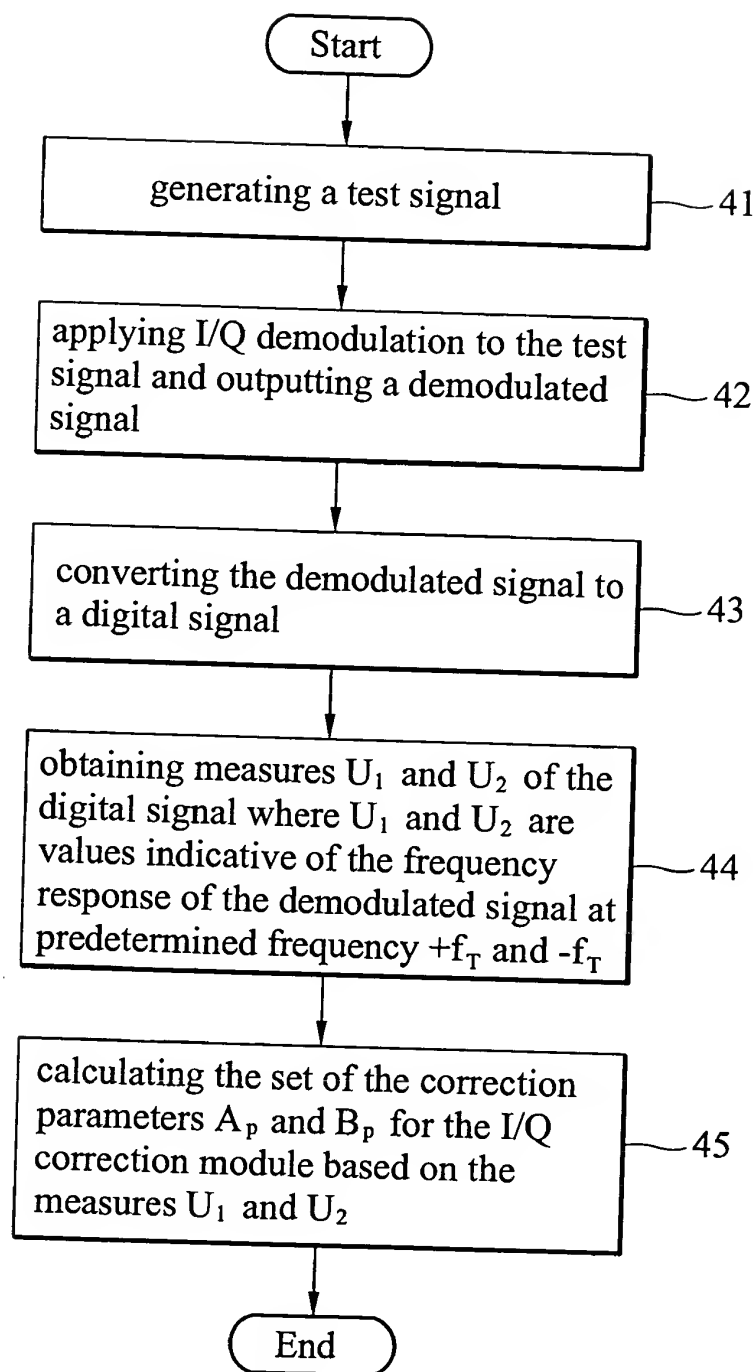 Start
generating a test signal
41
applying I/Q demodulation to the test
signal and outputting a demodulated
signal
42
converting the demodulated signal to
a digital signal
43
obtaining measures U₁ and U₂ of the
digital signal where U₁ and U₂ are
values indicative of the frequency
response of the demodulated signal at
predetermined frequency +f_T and -f_T
44
calculating the set of the correction
parameters Aₚ and Bₚ for the I/Q
correction module based on the
measures U₁ and U₂
45
End